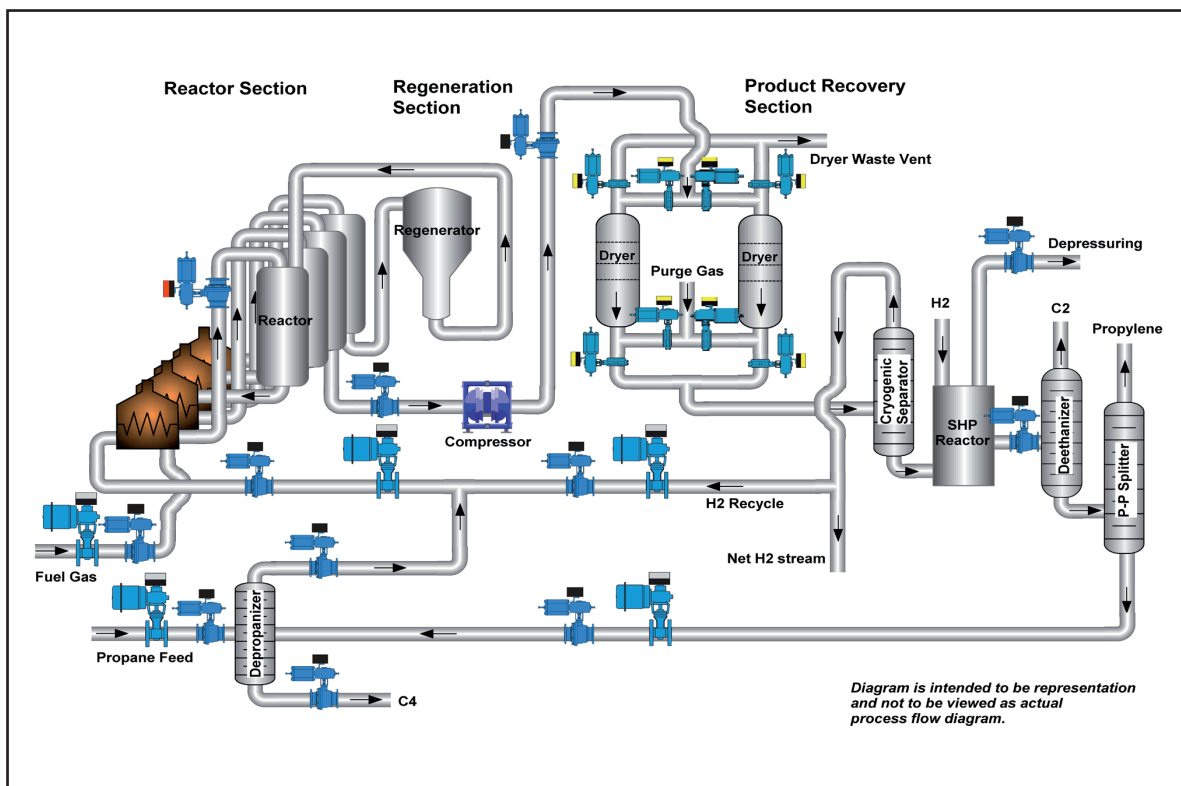 Reactor Section
Regeneration
Section
Product Recovery
Section
Dryer Waste Vent
Regenerator
Dryer
Dryer
Purge Gas
Depressuring
H2
C2
Propylene
Reactor
Cryogenic
Separator
SHP
Reactor
Deethanizer
P-P Splitter
Compressor
H2 Recycle
Net H2 stream
Fuel Gas
Propane Feed
Depropanizer
C4
Diagram is intended to be representation
and not to be viewed as actual
process flow diagram.